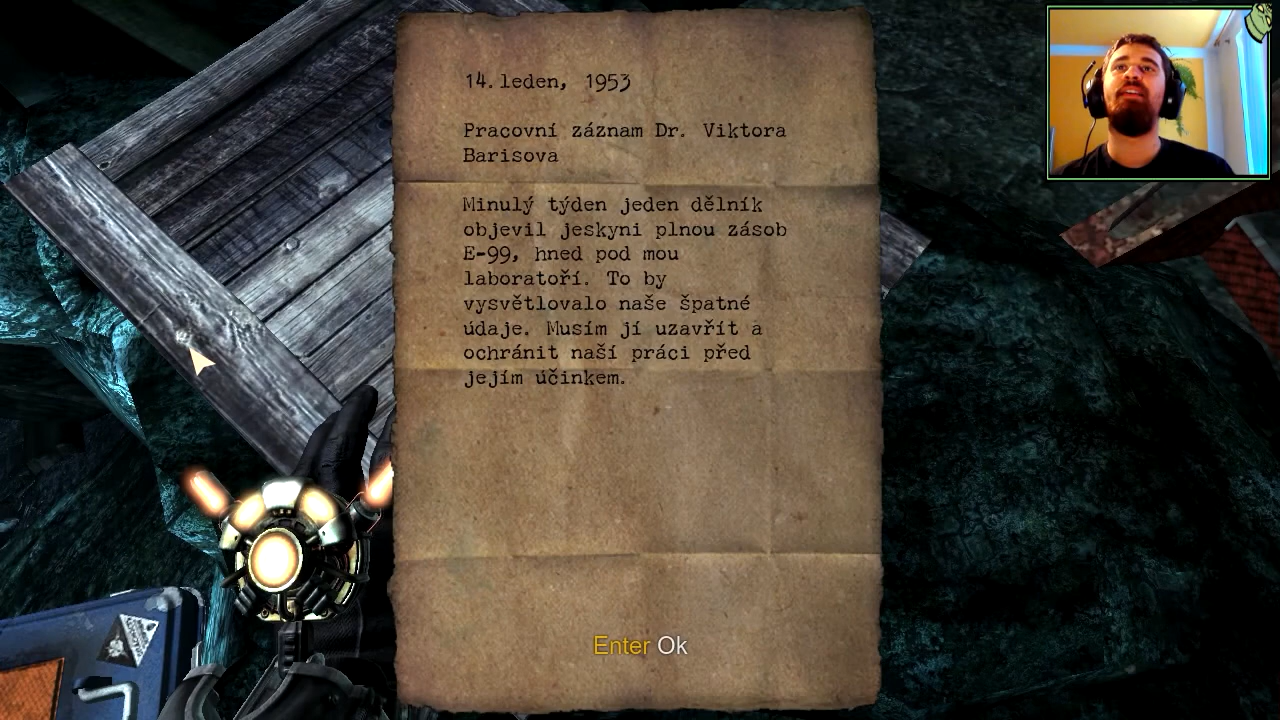 14. leden, 1953
Pracovní záznam Dr. Viktora
Barisova
Minulý týden jeden dělník
objevil jeskyni plnou zásob
E-99, hned pod mou
laboratoří. To by
vysvětlovalo naše špatné
údaje. Musím jí uzavřít a
ochránit naší práci před
jejím účinkem.
Enter Ok